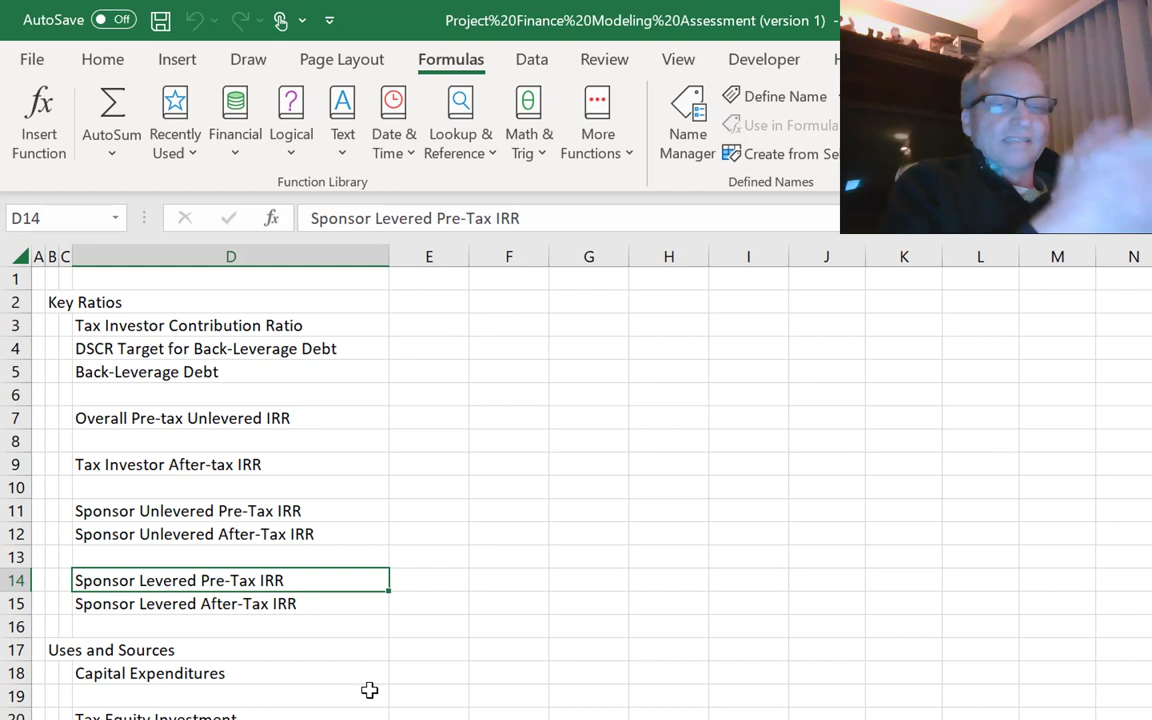 AutoSave Off Project%20Finance%20Modeling%20Assessment (version 1) -
File Home Insert Draw Page Layout Formulas Data Review View Developer
Insert Function
AutoSum
Recently Used
Financial
Logical
Text
Date & Time
Lookup & Reference
Math & Trig
More Functions
Name Manager
Define Name
Use in Formula
Create from Se
Function Library
Defined Names
D14 fx Sponsor Levered Pre-Tax IRR
A B C D E F G H I J K L M N
1
2 Key Ratios
3 Tax Investor Contribution Ratio
4 DSCR Target for Back-Leverage Debt
5 Back-Leverage Debt
6
7 Overall Pre-tax Unlevered IRR
8
9 Tax Investor After-tax IRR
10
11 Sponsor Unlevered Pre-Tax IRR
12 Sponsor Unlevered After-Tax IRR
13
14 Sponsor Levered Pre-Tax IRR
15 Sponsor Levered After-Tax IRR
16
17 Uses and Sources
18 Capital Expenditures
19
20 Tax Equity Investment